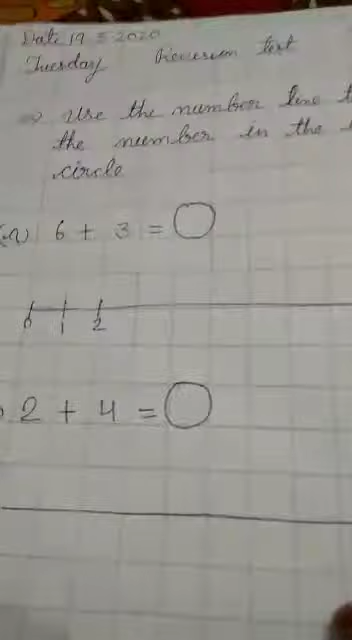 Date 19 5 2020
Tuesday Revision test
⇒ Use the number line t
the number in the
circle
(a) 6 + 3 = ○
0 1 2
2 + 4 = ○